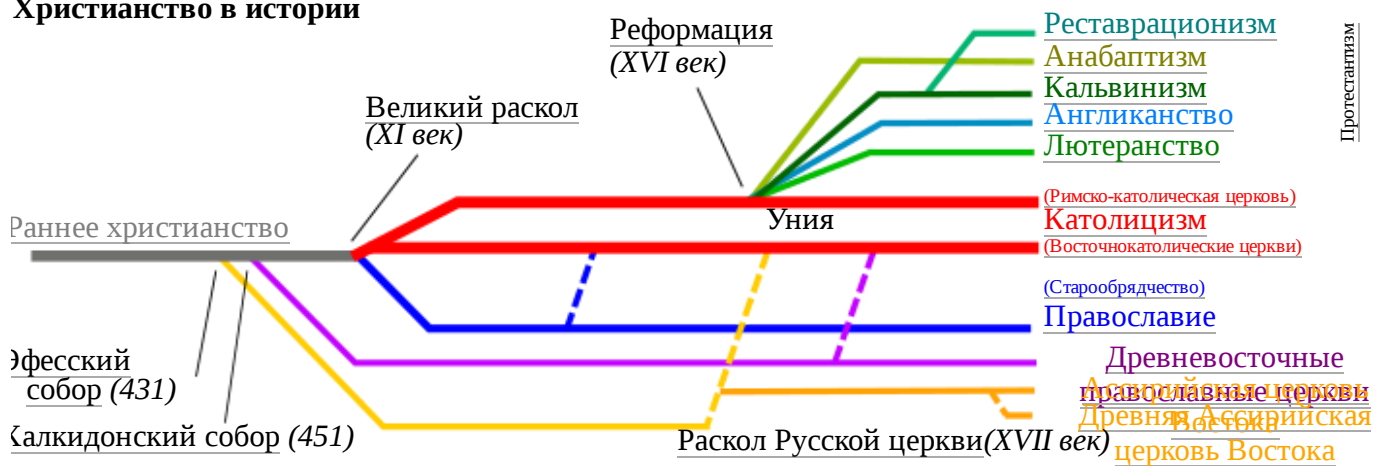 Христианство в истории
Реформация
(XVI век)
Великий раскол
(XI век)
Реставрационизм
Анабаптизм
Кальвинизм
Англиканство
Лютеранство
Протестантизм
(Римско-католическая церковь)
Уния
Католицизм
(Восточнокатолические церкви)
Раннее христианство
(Старообрядчество)
Православие
Эфесский
собор (431)
Халкидонский собор (451)
Древневосточные
православные церкви
Ассирийская церковь
Востока
Древняя Ассирийская
церковь Востока
Раскол Русской церкви(XVII век)